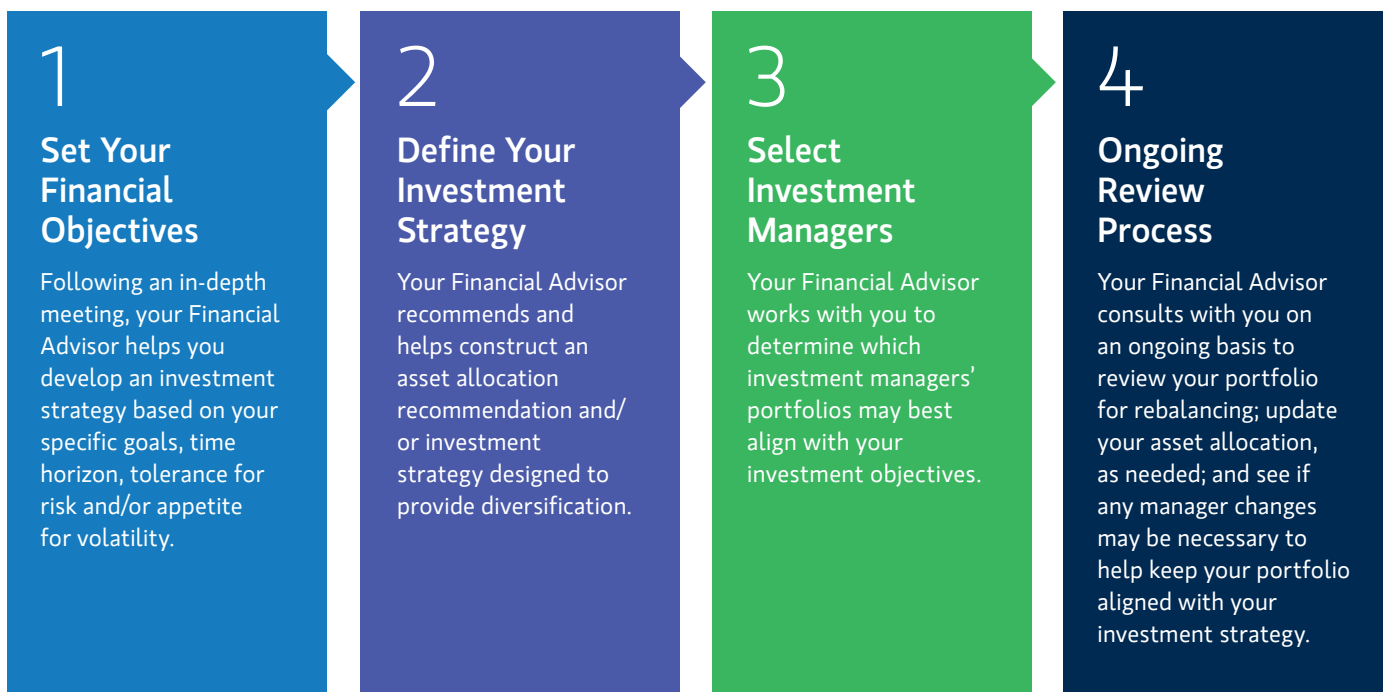 1
Set Your
Financial
Objectives
Following an in-depth
meeting, your Financial
Advisor helps you
develop an investment
strategy based on your
specific goals, time
horizon, tolerance for
risk and/or appetite
for volatility.
2
Define Your
Investment
Strategy
Your Financial Advisor
recommends and
helps construct an
asset allocation
recommendation and/
or investment
strategy designed to
provide diversification.
3
Select
Investment
Managers
Your Financial Advisor
works with you to
determine which
investment managers’
portfolios may best
align with your
investment objectives.
4
Ongoing
Review
Process
Your Financial Advisor
consults with you on
an ongoing basis to
review your portfolio
for rebalancing; update
your asset allocation,
as needed; and see if
any manager changes
may be necessary to
help keep your portfolio
aligned with your
investment strategy.